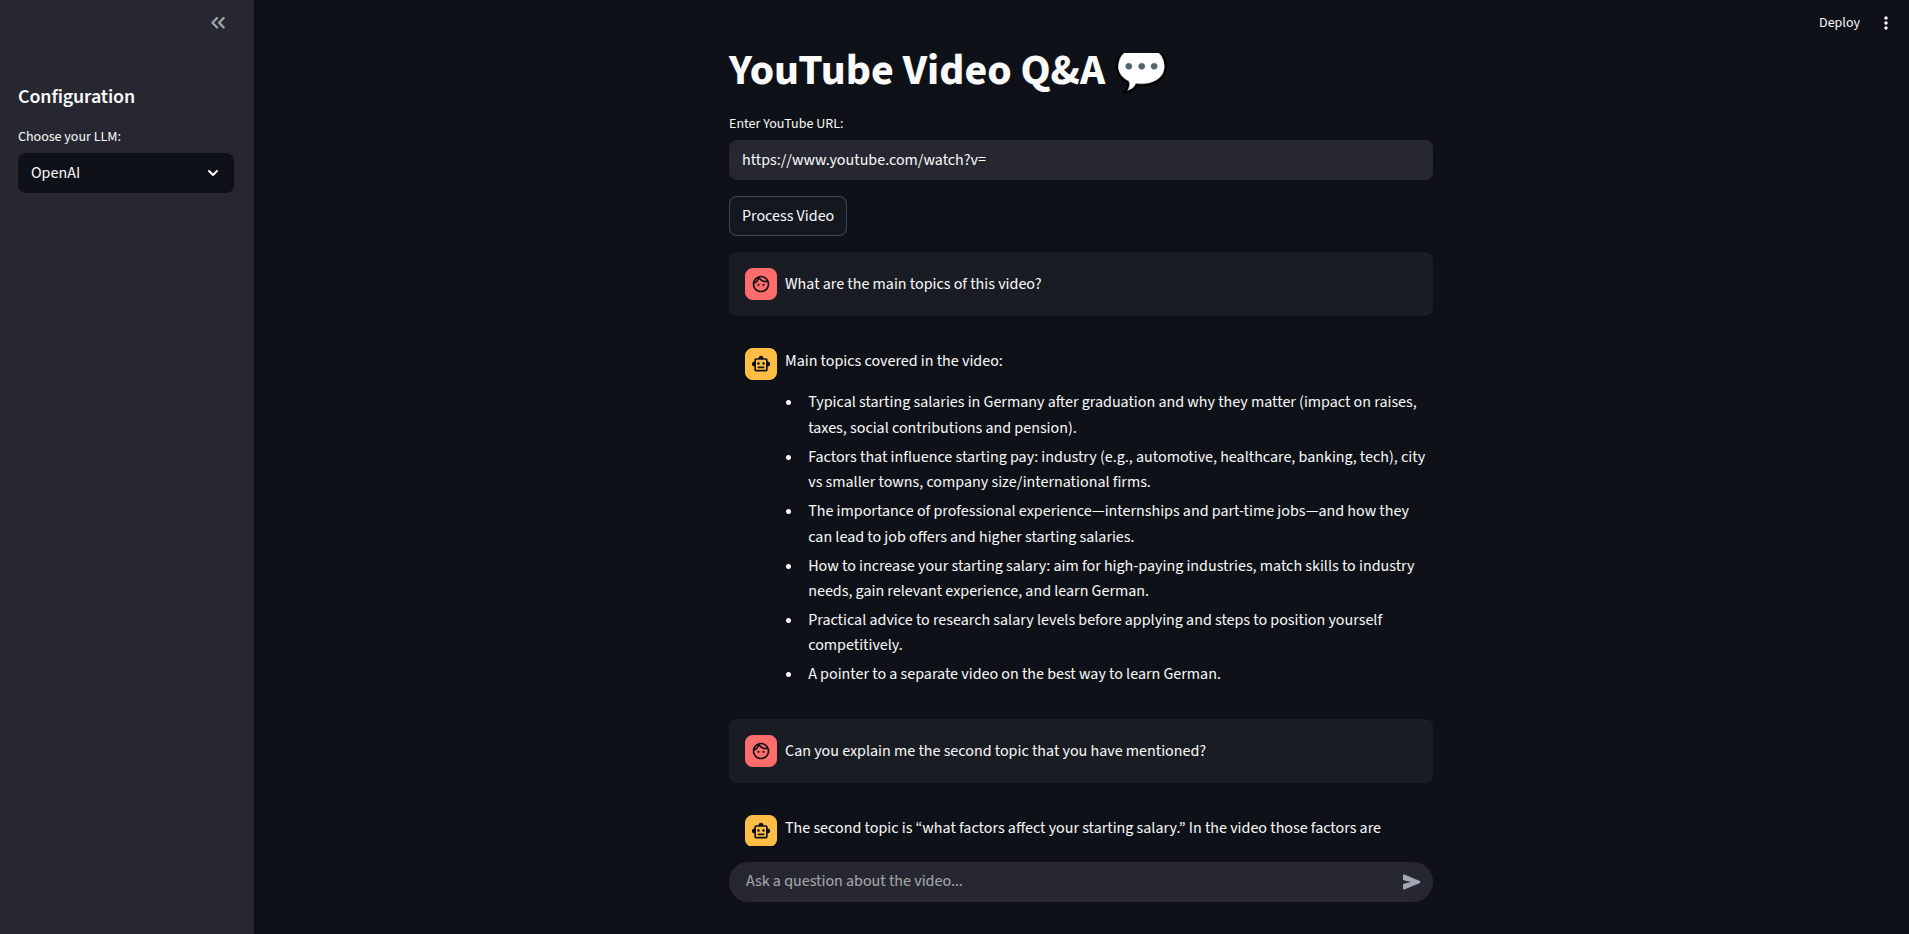 Deploy
Configuration
Choose your LLM:
OpenAI
YouTube Video Q&A
Enter YouTube URL:
https://www.youtube.com/watch?v=
Process Video
What are the main topics of this video?
Main topics covered in the video:
• Typical starting salaries in Germany after graduation and why they matter (impact on raises,
taxes, social contributions and pension).
• Factors that influence starting pay: industry (e.g., automotive, healthcare, banking, tech), city
vs smaller towns, company size/international firms.
• The importance of professional experience—internships and part-time jobs—and how they
can lead to job offers and higher starting salaries.
• How to increase your starting salary: aim for high-paying industries, match skills to industry
needs, gain relevant experience, and learn German.
• Practical advice to research salary levels before applying and steps to position yourself
competitively.
• A pointer to a separate video on the best way to learn German.
Can you explain me the second topic that you have mentioned?
The second topic is “what factors affect your starting salary.” In the video those factors are
Ask a question about the video...